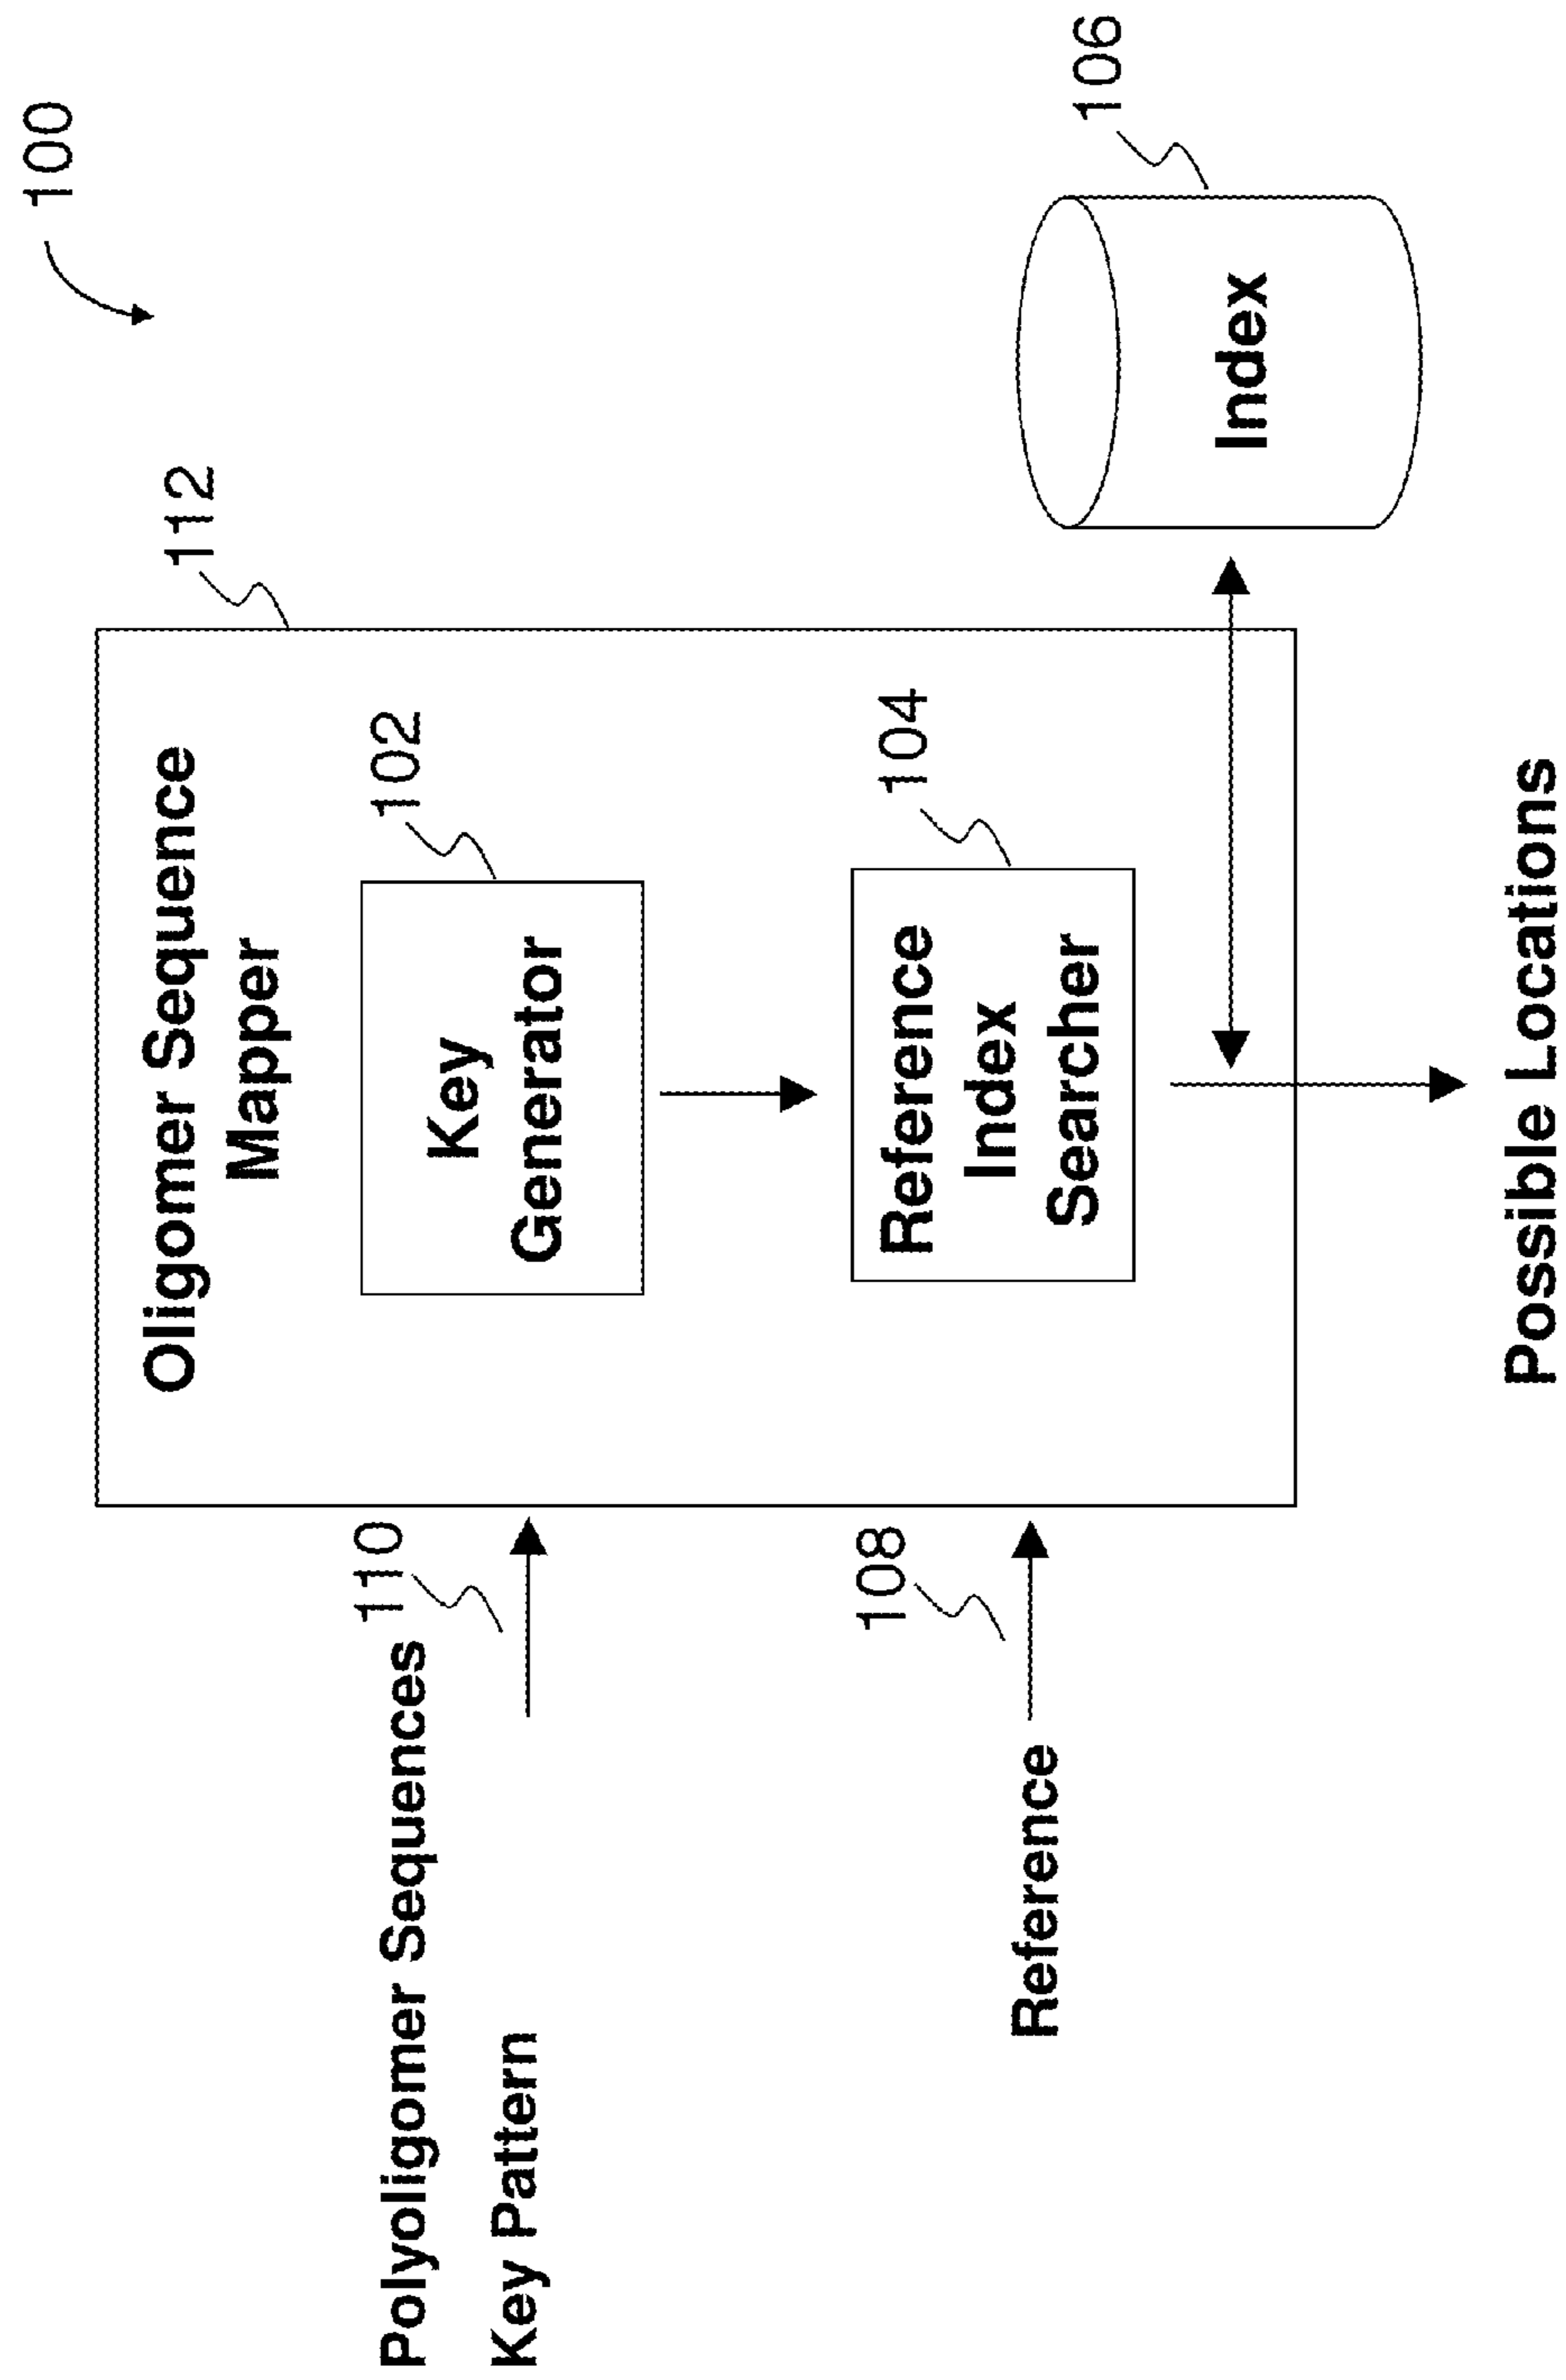 100
112
Oligomer Sequence
Mapper
Polyoligomer Sequences
110
Key Pattern
102
Key
Generator
108
Reference
104
Reference
Index
Searcher
106
Index
Possible Locations